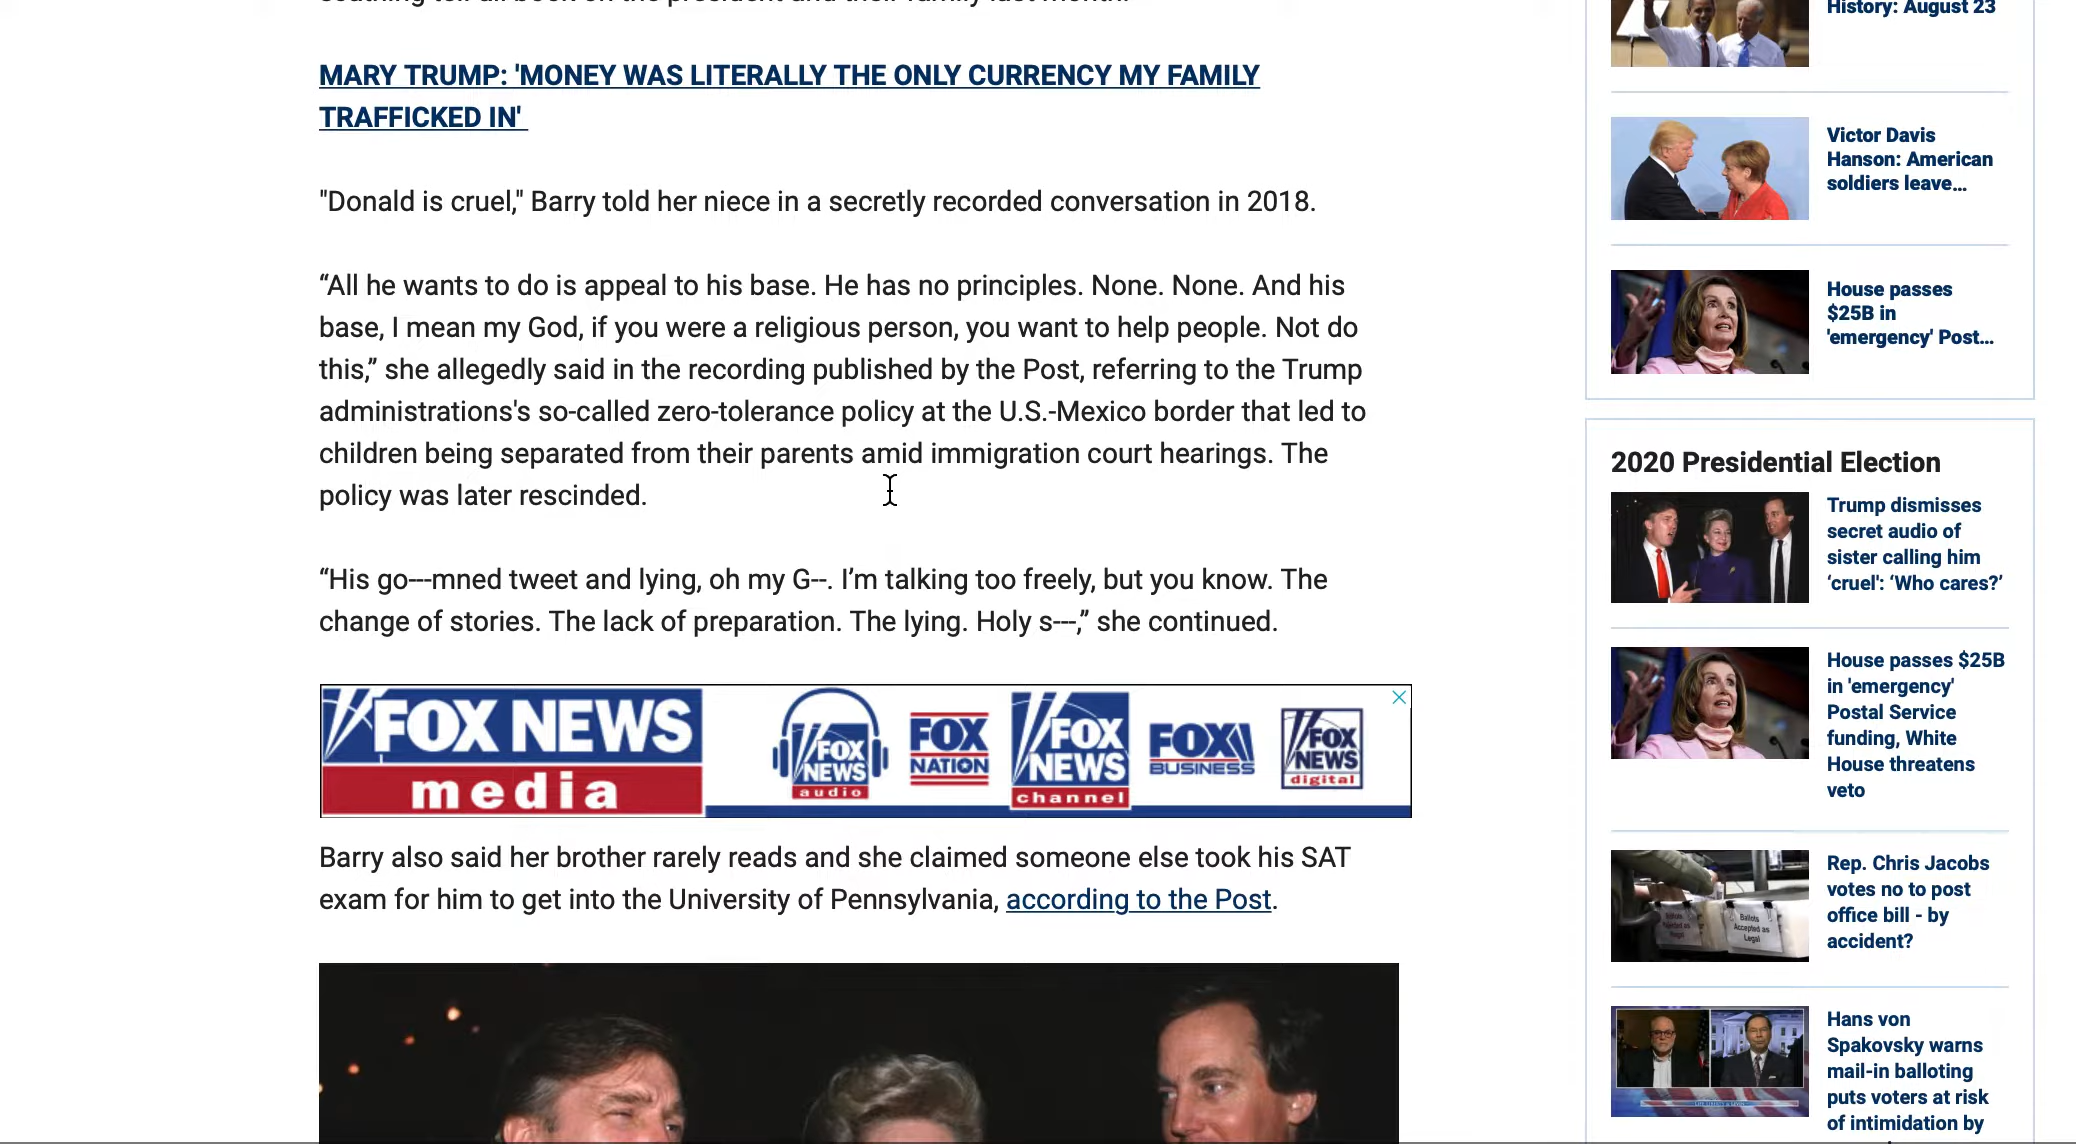 MARY TRUMP: 'MONEY WAS LITERALLY THE ONLY CURRENCY MY FAMILY
TRAFFICKED IN'
"Donald is cruel," Barry told her niece in a secretly recorded conversation in 2018.
“All he wants to do is appeal to his base. He has no principles. None. None. And his
base, I mean my God, if you were a religious person, you want to help people. Not do
this,” she allegedly said in the recording published by the Post, referring to the Trump
administrations's so-called zero-tolerance policy at the U.S.-Mexico border that led to
children being separated from their parents amid immigration court hearings. The
policy was later rescinded.
“His go---mned tweet and lying, oh my G--. I’m talking too freely, but you know. The
change of stories. The lack of preparation. The lying. Holy s---,” she continued.
FOX NEWS
media
FOX
NEWS
audio
FOX
NATION
FOX
NEWS
channel
FOX
BUSINESS
FOX
NEWS
digital
Barry also said her brother rarely reads and she claimed someone else took his SAT
exam for him to get into the University of Pennsylvania, according to the Post.
History: August 23
Victor Davis
Hanson: American
soldiers leave...
House passes
$25B in
'emergency' Post...
2020 Presidential Election
Trump dismisses
secret audio of
sister calling him
‘cruel’: ‘Who cares?’
House passes $25B
in 'emergency'
Postal Service
funding, White
House threatens
veto
Rep. Chris Jacobs
votes no to post
office bill - by
accident?
Ballots
Accepted as
Legal
Hans von
Spakovsky warns
mail-in balloting
puts voters at risk
of intimidation by